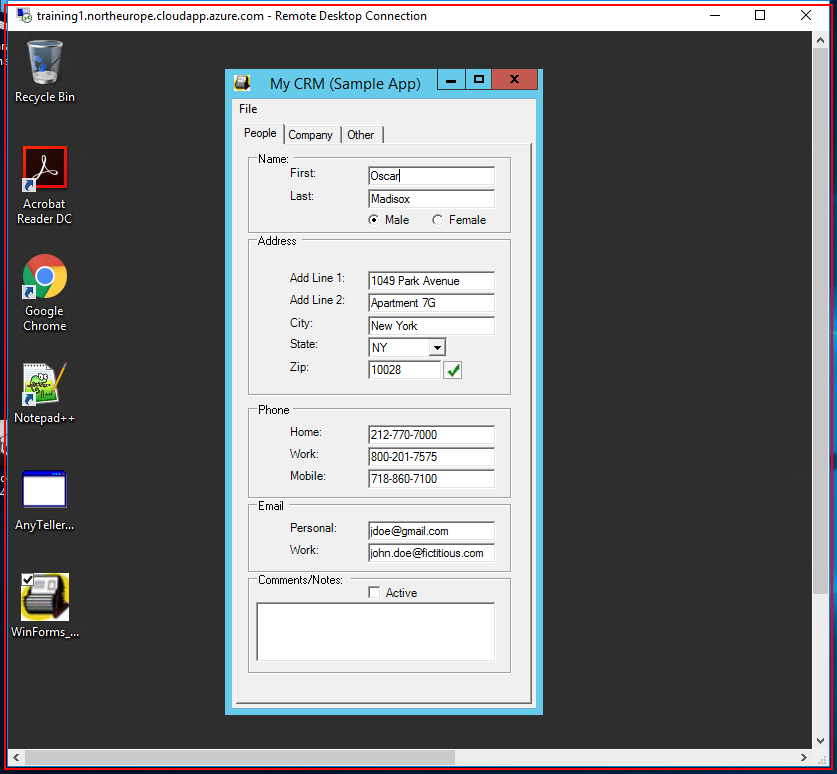 training1.northeurope.cloudapp.azure.com - Remote Desktop Connection
Recycle Bin
Acrobat
Reader DC
Google
Chrome
Notepad++
AnyTeller...
WinForms_...
My CRM (Sample App)
File
People Company Other
Name:
First: Oscar
Last: Madisox
Male Female
Address
Add Line 1: 1049 Park Avenue
Add Line 2: Apartment 7G
City: New York
State: NY
Zip: 10028
Phone
Home: 212-770-7000
Work: 800-201-7575
Mobile: 718-860-7100
Email
Personal: jdoe@gmail.com
Work: john.doe@fictitious.com
Comments/Notes:
Active